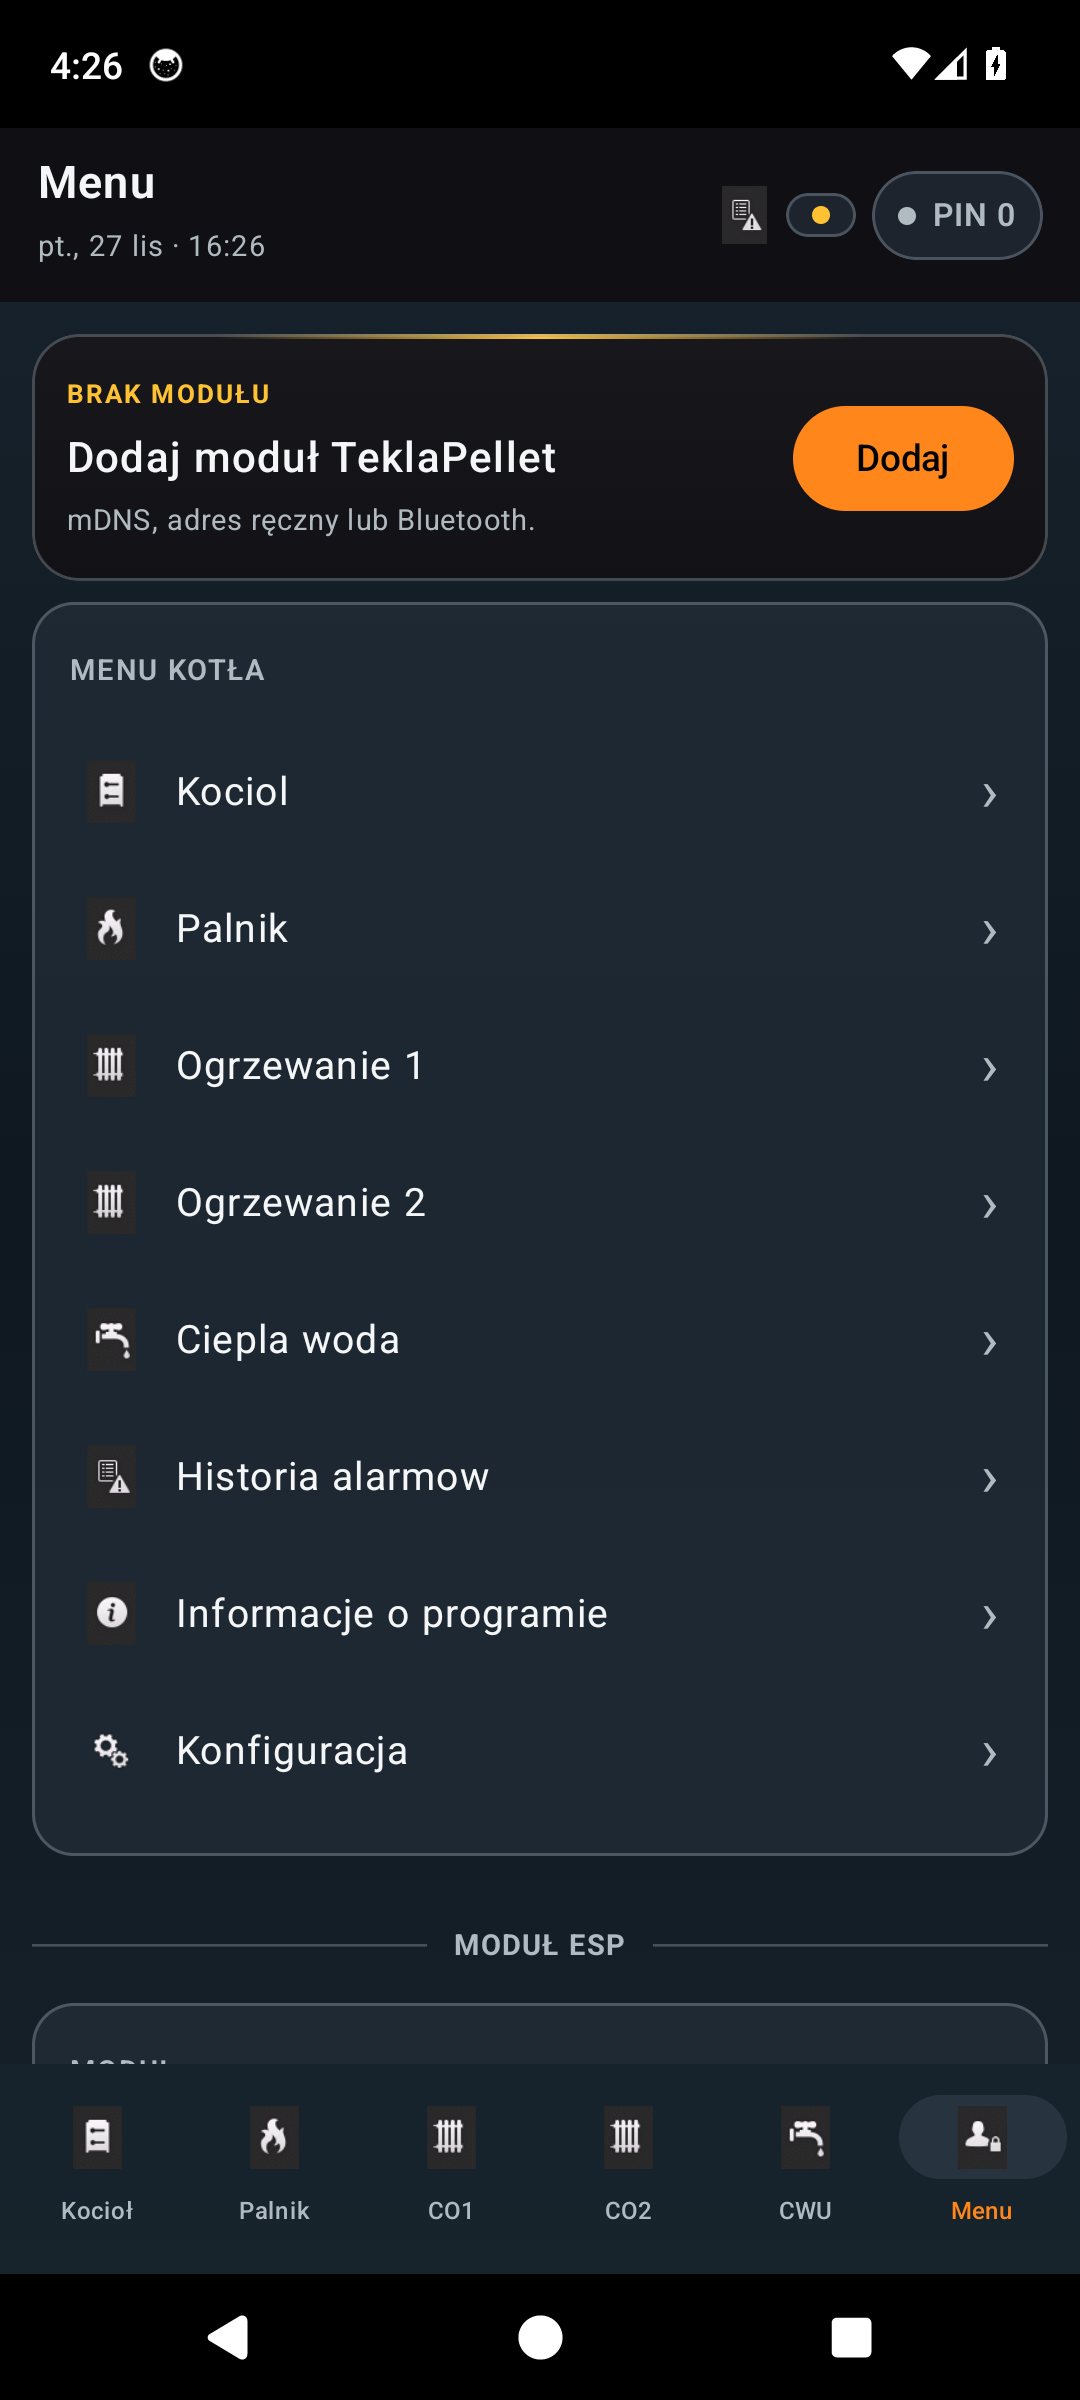 4:26
Menu
pt., 27 lis · 16:26
PIN 0
BRAK MODUŁU
Dodaj moduł TeklaPellet
mDNS, adres ręczny lub Bluetooth.
Dodaj
MENU KOTŁA
Kociol
Palnik
Ogrzewanie 1
Ogrzewanie 2
Ciepla woda
Historia alarmow
Informacje o programie
Konfiguracja
MODUŁ ESP
Kocioł
Palnik
CO1
CO2
CWU
Menu